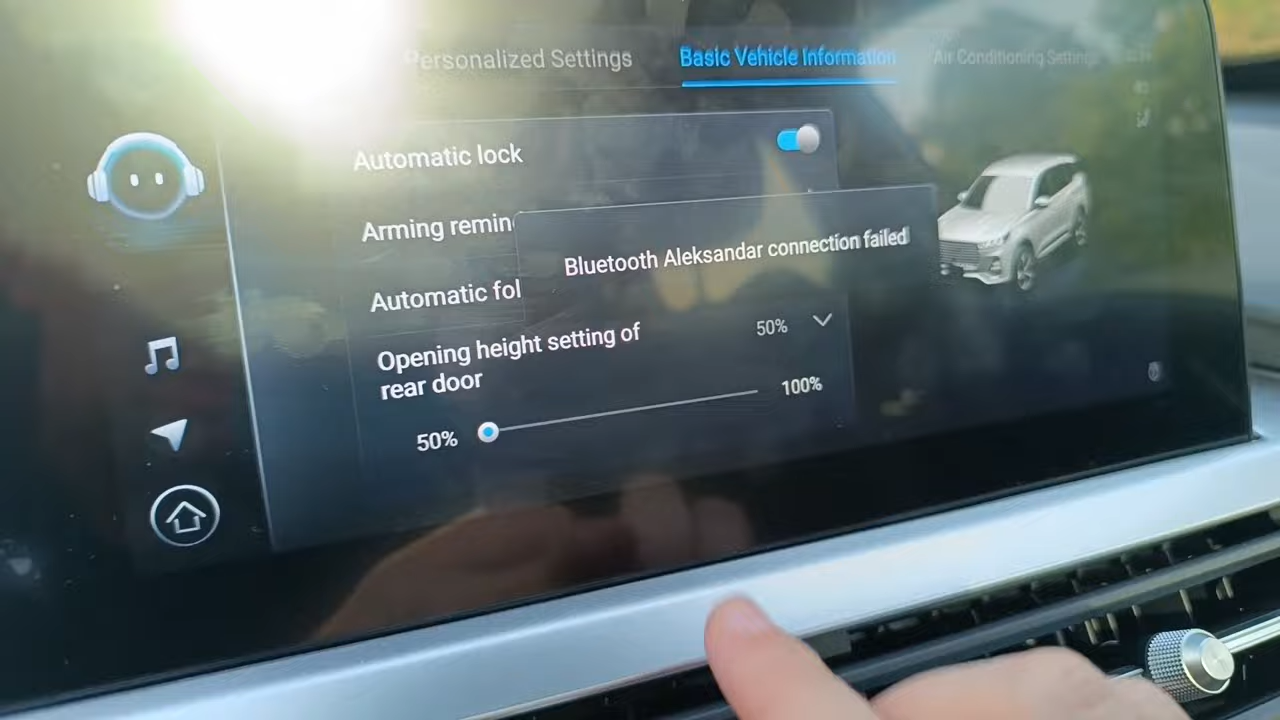 Personalized Settings
Basic Vehicle Information
Air Conditioning Settings
Automatic lock
Arming remin
Bluetooth Aleksandar connection failed
Automatic fol
Opening height setting of
rear door
50%
100%
50%